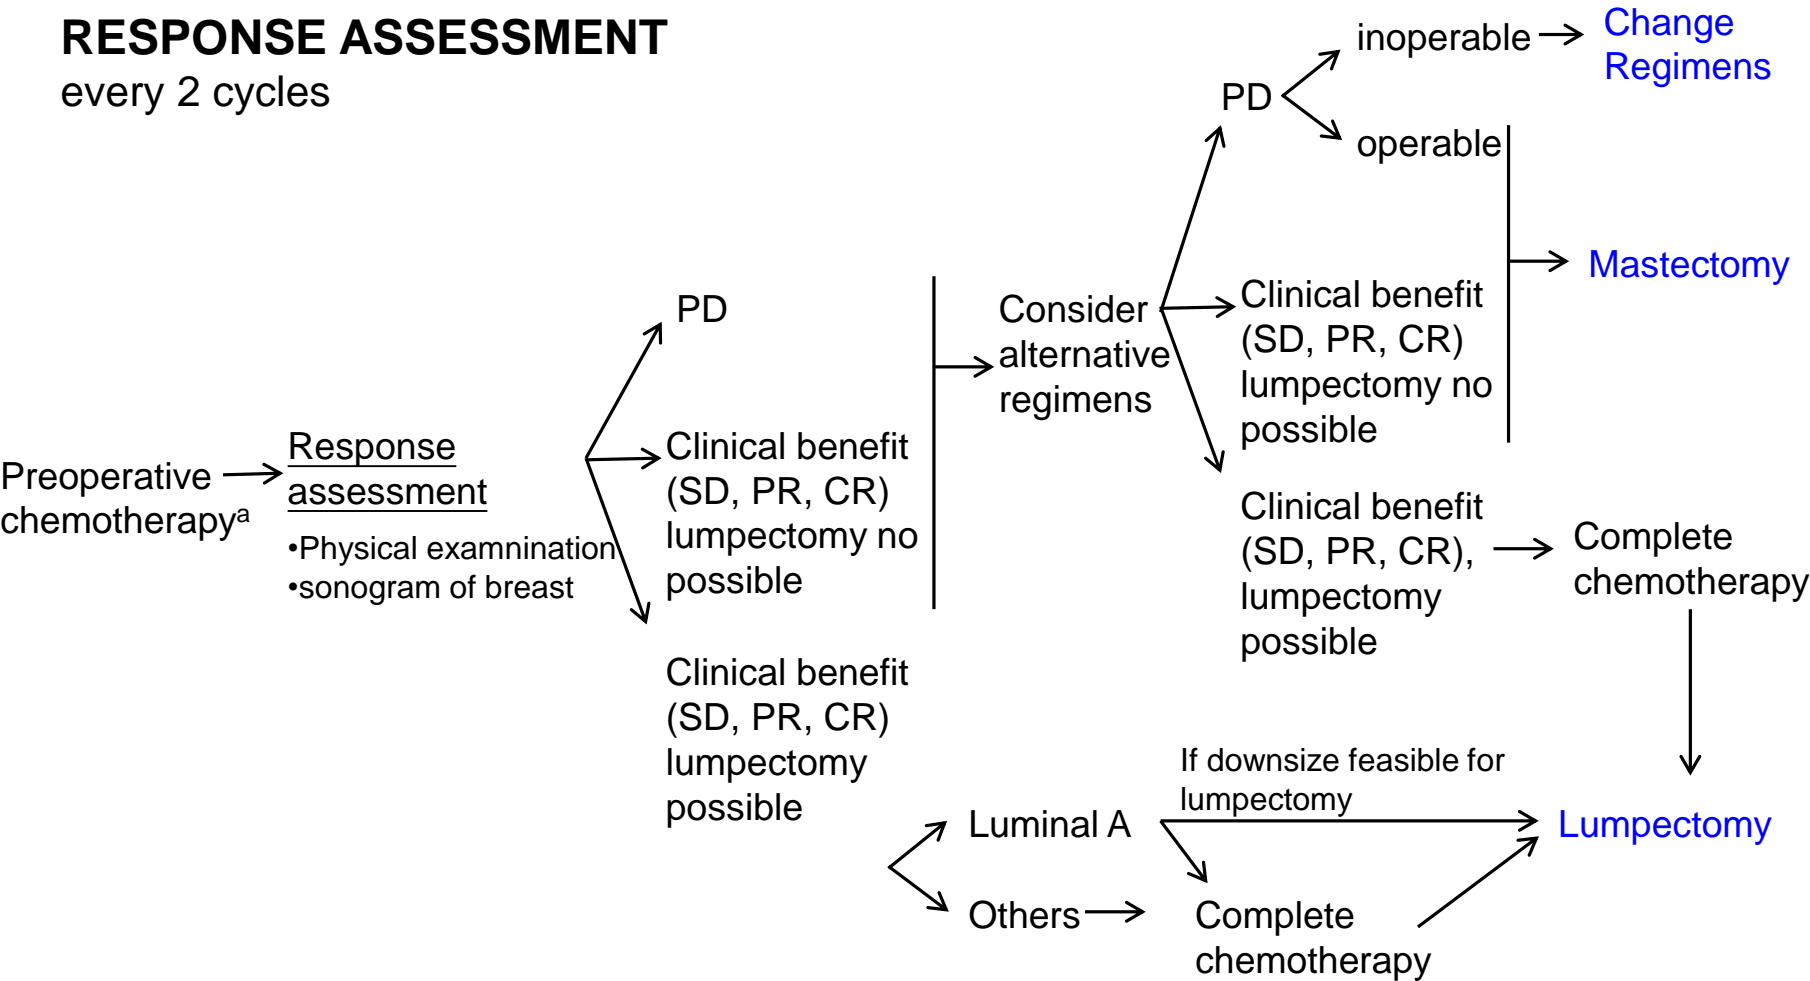 RESPONSE ASSESSMENT
every 2 cycles
Preoperative
chemotherapyᵃ
Response
assessment
•Physical examnination
•sonogram of breast
PD
Clinical benefit
(SD, PR, CR)
lumpectomy no
possible
Clinical benefit
(SD, PR, CR)
lumpectomy
possible
Consider
alternative
regimens
PD
inoperable
Change
Regimens
operable
Clinical benefit
(SD, PR, CR)
lumpectomy no
possible
Mastectomy
Clinical benefit
(SD, PR, CR),
lumpectomy
possible
Complete
chemotherapy
Luminal A
If downsize feasible for
lumpectomy
Lumpectomy
Others
Complete
chemotherapy